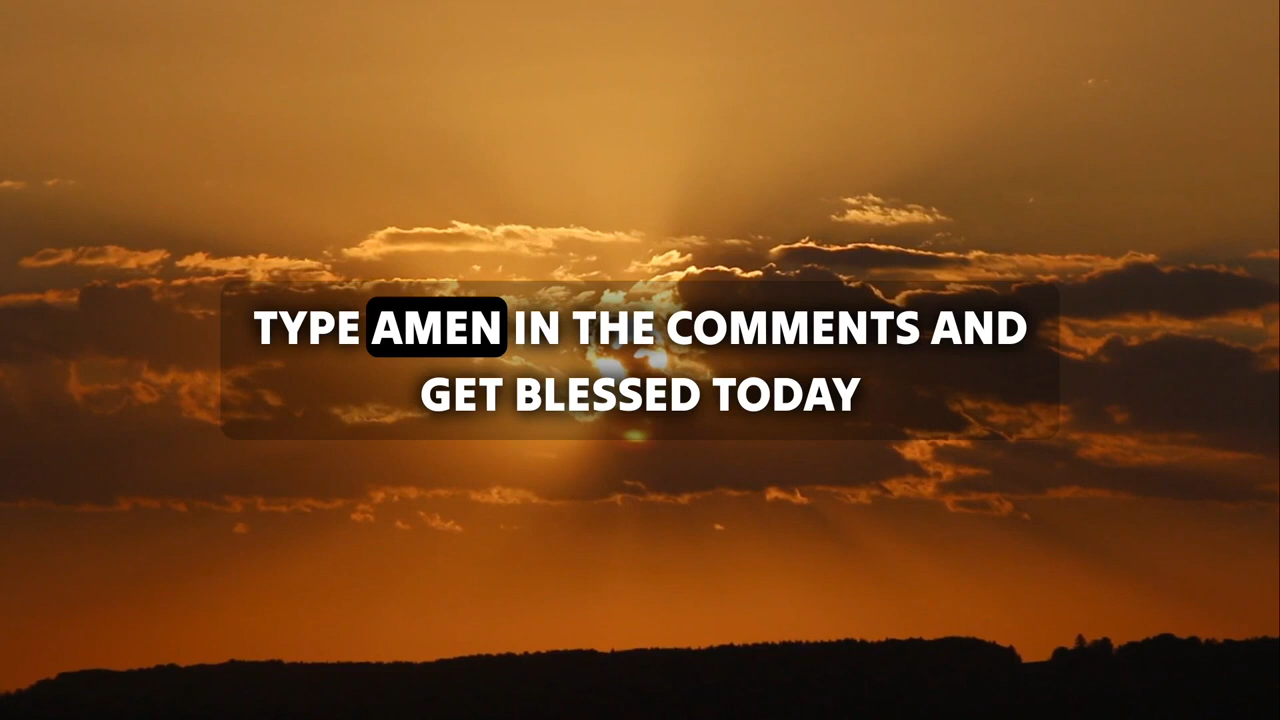 TYPE AMEN IN THE COMMENTS AND
GET BLESSED TODAY